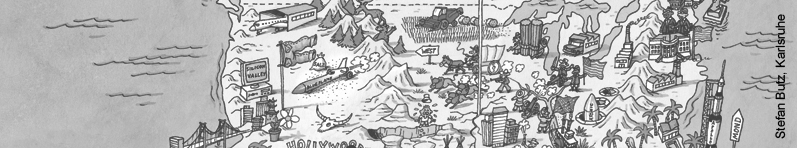 WEST
SILICON
VALLEY
HOLLYWOOD
MOND
Stefan Butz, Karlsruhe